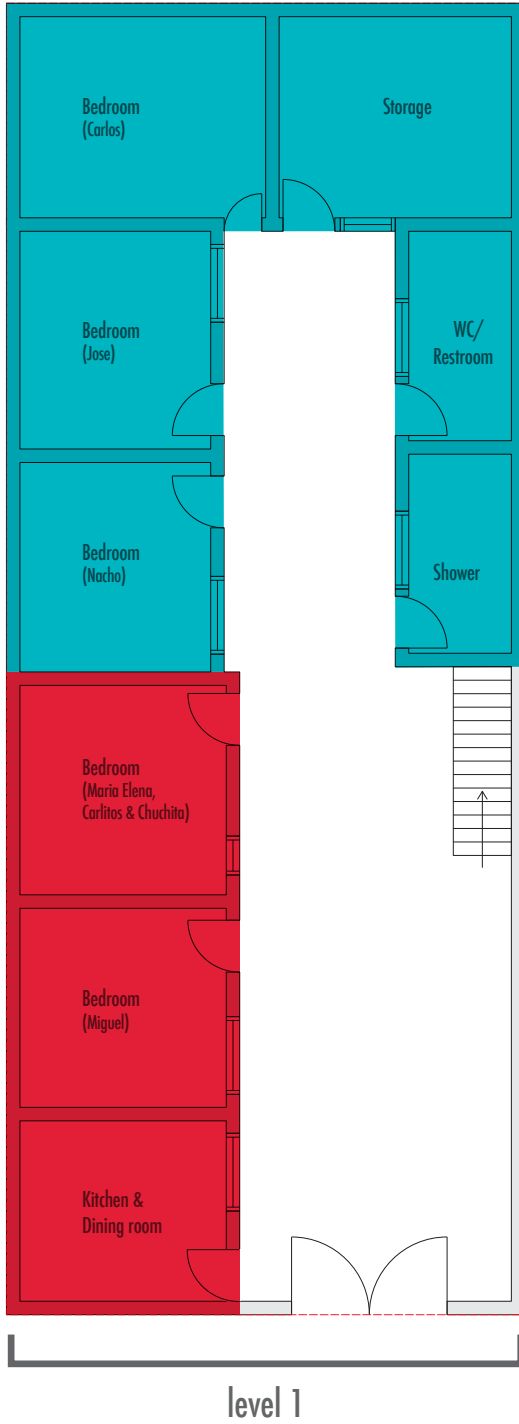 Bedroom
(Carlos)
Storage
Bedroom
(Jose)
WC/
Restroom
Bedroom
(Nacho)
Shower
Bedroom
(Maria Elena,
Carlitos & Chuchita)
Bedroom
(Miguel)
Kitchen &
Dining room
level 1